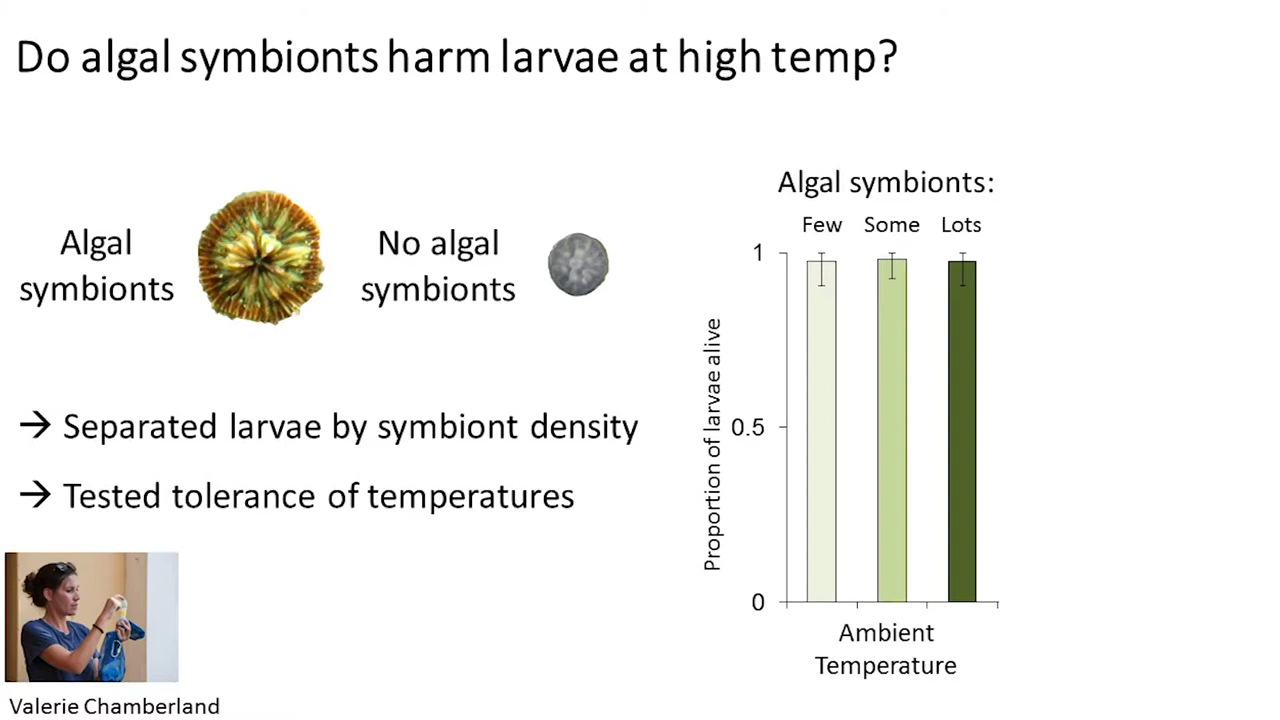 Do algal symbionts harm larvae at high temp?
Algal
symbionts
No algal
symbionts
→ Separated larvae by symbiont density
→ Tested tolerance of temperatures
Valerie Chamberland
Algal symbionts:
Few Some Lots
Proportion of larvae alive
1
0.5
0
Ambient
Temperature